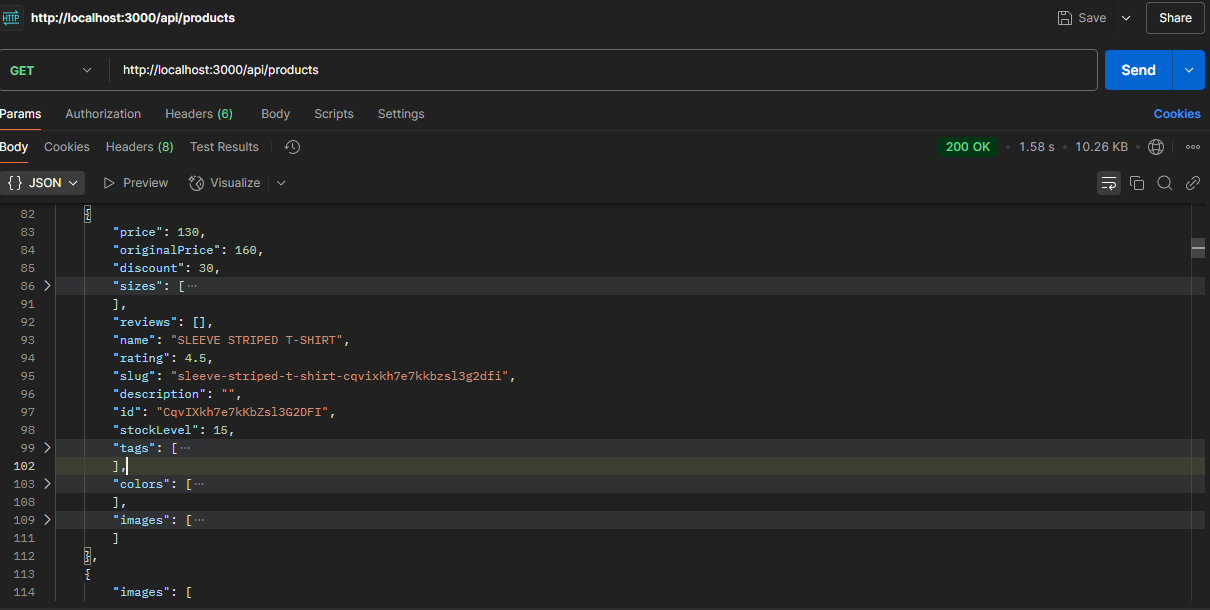 HTTP http://localhost:3000/api/products Save Share
GET http://localhost:3000/api/products Send
Params Authorization Headers (6) Body Scripts Settings Cookies
Body Cookies Headers (8) Test Results 200 OK • 1.58 s • 10.26 KB •
{} JSON Preview Visualize
82 {
83 "price": 130,
84 "originalPrice": 160,
85 "discount": 30,
86 "sizes": [ ···
91 ],
92 "reviews": [],
93 "name": "SLEEVE STRIPED T-SHIRT",
94 "rating": 4.5,
95 "slug": "sleeve-striped-t-shirt-cqvixkh7e7kkbzsl3g2dfi",
96 "description": "",
97 "id": "CqvIXkh7e7kKbZsl3G2DFI",
98 "stockLevel": 15,
99 "tags": [ ···
102 ],
103 "colors": [ ···
108 ],
109 "images": [ ···
111 ]
112 },
113 {
114 "images": [